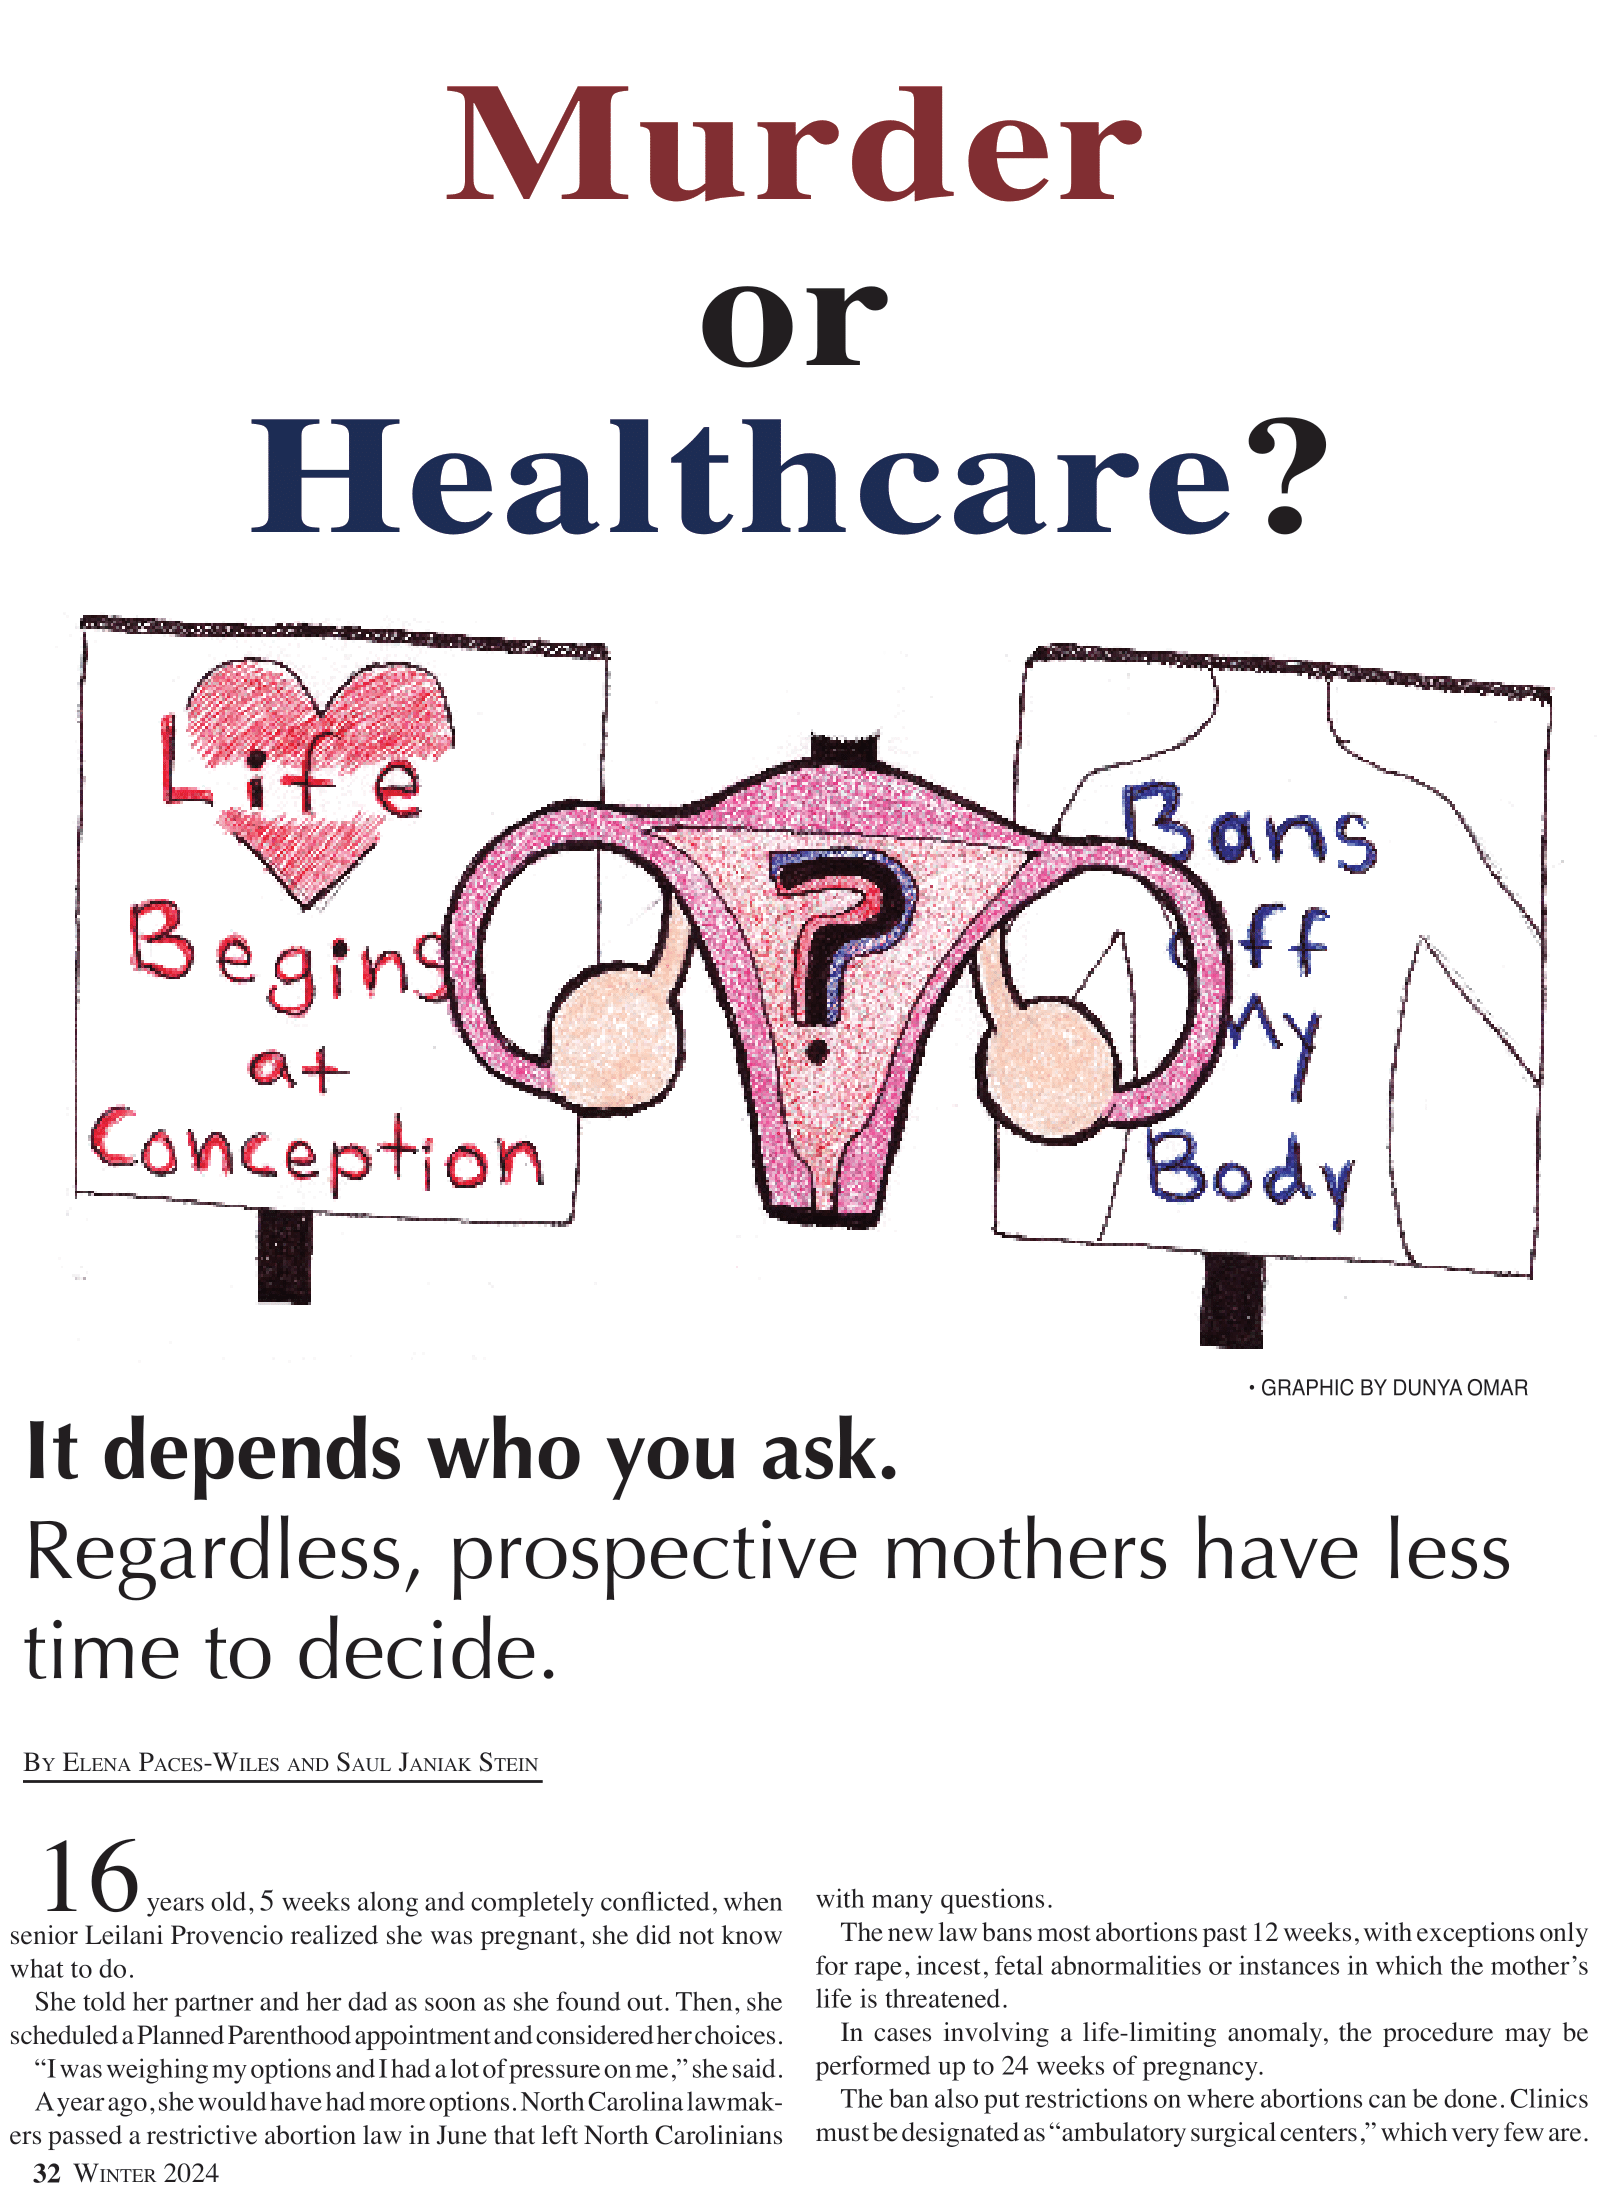 Murder
or
Healthcare?
Life
Begins
at
Conception
?
Bans
Off
My
Body
• GRAPHIC BY DUNYA OMAR
It depends who you ask.
Regardless, prospective mothers have less
time to decide.
By Elena Paces-Wiles and Saul Janiak Stein
16 years old, 5 weeks along and completely conflicted, when
senior Leilani Provencio realized she was pregnant, she did not know
what to do.
She told her partner and her dad as soon as she found out. Then, she
scheduled a Planned Parenthood appointment and considered her choices.
“I was weighing my options and I had a lot of pressure on me,” she said.
A year ago, she would have had more options. North Carolina lawmak-
ers passed a restrictive abortion law in June that left North Carolinians
with many questions.
The new law bans most abortions past 12 weeks, with exceptions only
for rape, incest, fetal abnormalities or instances in which the mother’s
life is threatened.
In cases involving a life-limiting anomaly, the procedure may be
performed up to 24 weeks of pregnancy.
The ban also put restrictions on where abortions can be done. Clinics
must be designated as “ambulatory surgical centers,” which very few are.
32 Winter 2024